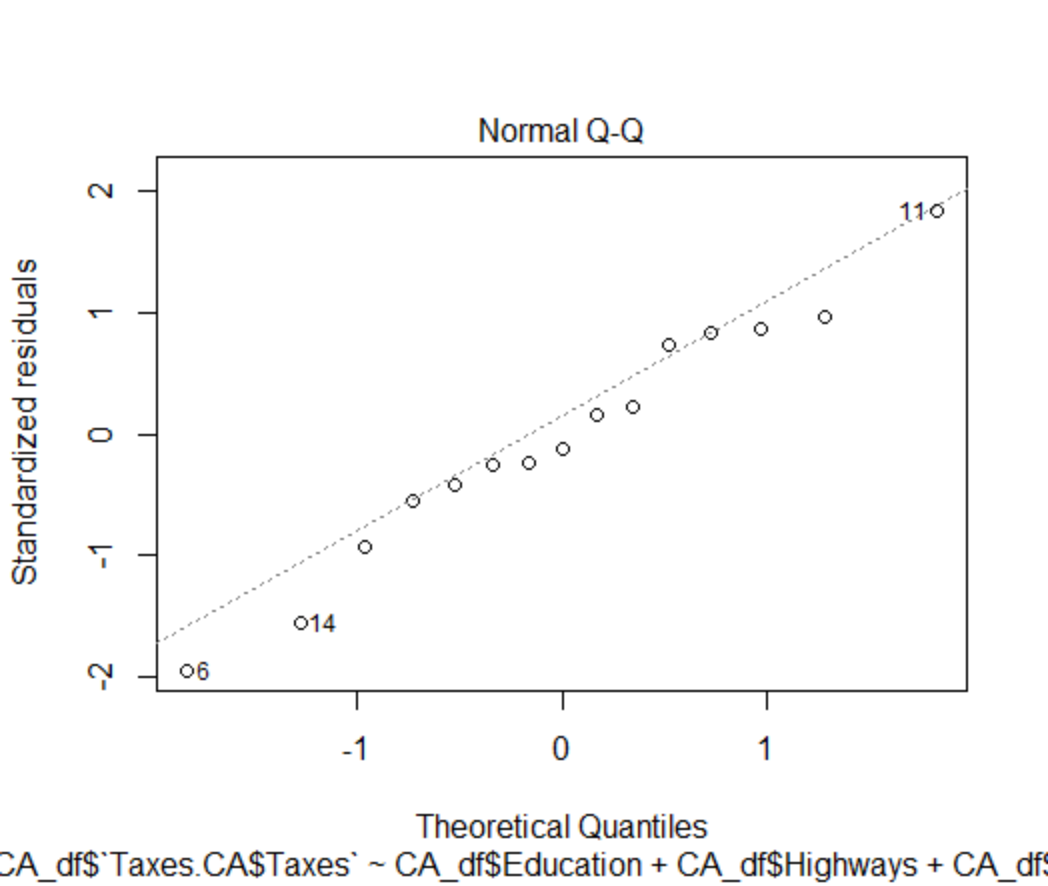 Normal Q-Q
Standardized residuals
2
1
0
-1
-2
11
14
6
-1 0 1
Theoretical Quantiles
CA_df$`Taxes.CA$Taxes` ~ CA_df$Education + CA_df$Highways + CA_df$